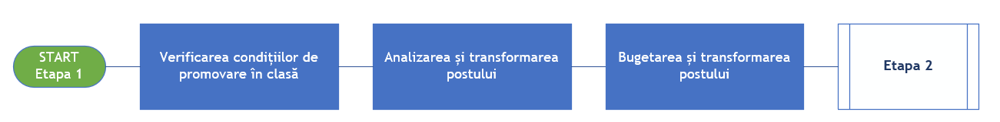 START
Etapa 1
Verificarea condițiilor de
promovare în clasă
Analizarea și transformarea
postului
Bugetarea și transformarea
postului
Etapa 2